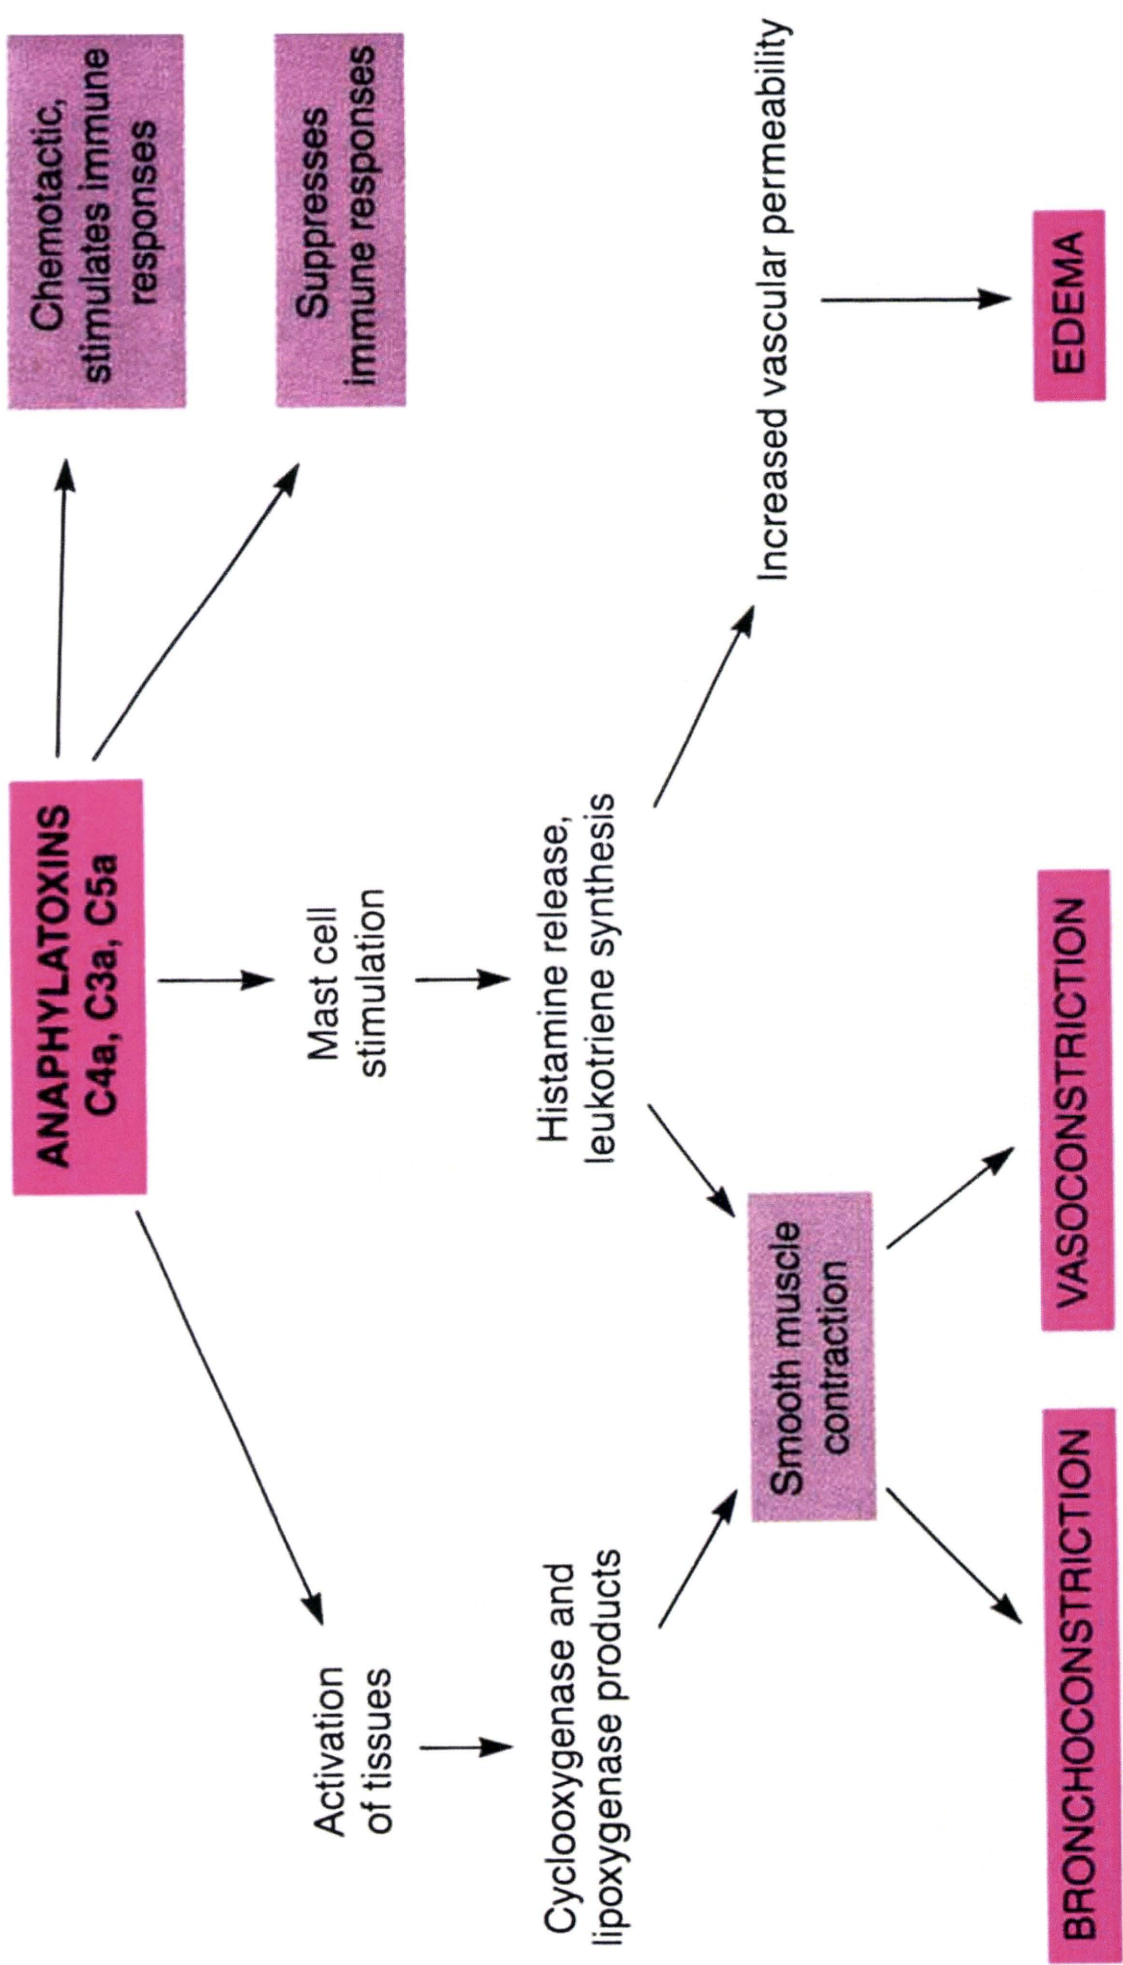 ANAPHYLATOXINS
C4a, C3a, C5a
Chemotactic,
stimulates immune
responses
Suppresses
immune responses
Activation
of tissues
Mast cell
stimulation
Cyclooxygenase and
lipoxygenase products
Histamine release,
leukotriene synthesis
Smooth muscle
contraction
Increased vascular permeability
BRONCHOCONSTRICTION
VASOCONSTRICTION
EDEMA